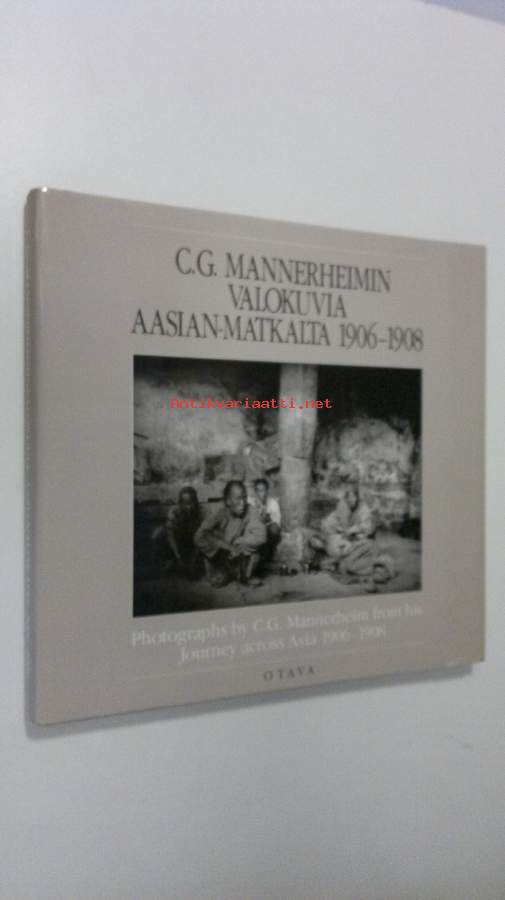 C.G. MANNERHEIMIN
VALOKUVIA
AASIAN-MATKALTA 1906–1908
Antikvariaatti.net
Photographs by C.G. Mannerheim from his
Journey across Asia 1906–1908
OTAVA